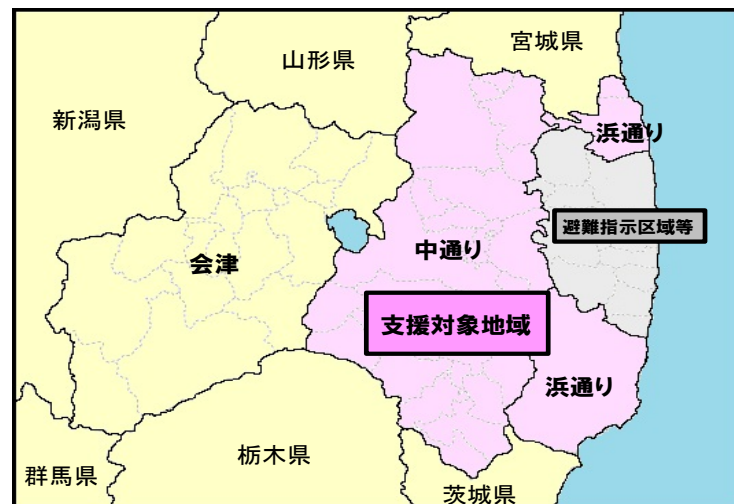 宮城県
山形県
新潟県
浜通り
避難指示区域等
中通り
会津
支援対象地域
浜通り
栃木県
群馬県
茨城県